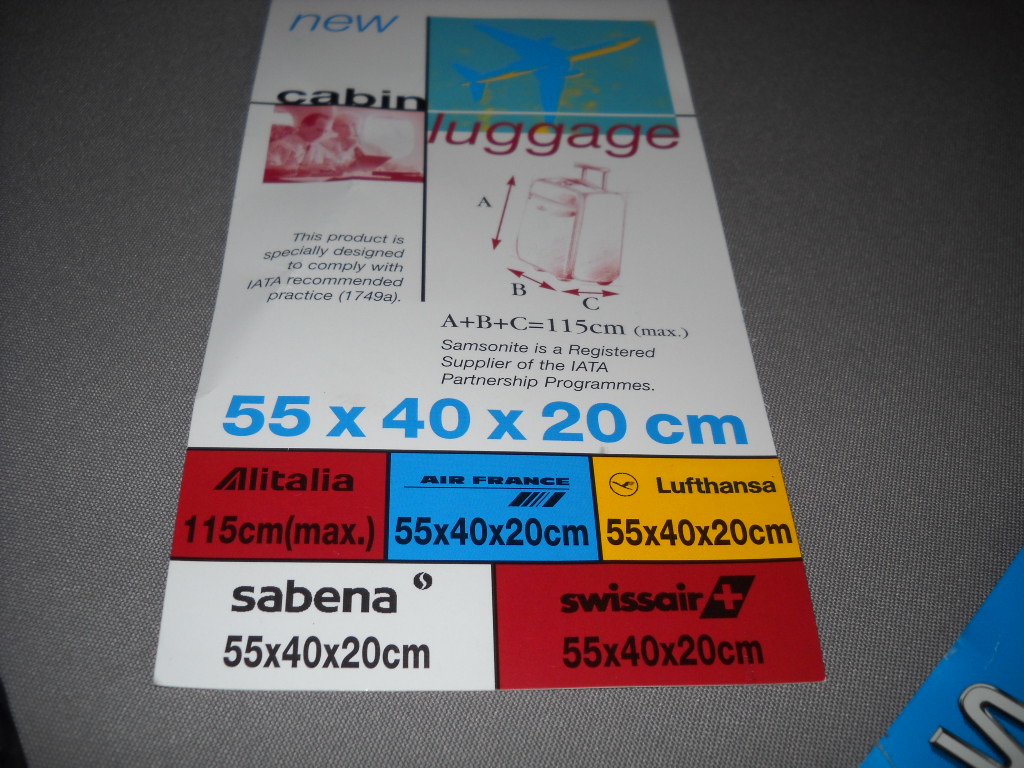 new
cabin
luggage
A
B
C
This product is
specially designed
to comply with
IATA recommended
practice (1749a).
A+B+C=115cm (max.)
Samsonite is a Registered
Supplier of the IATA
Partnership Programmes.
55 x 40 x 20 cm
Alitalia
115cm(max.)
AIR FRANCE
55x40x20cm
Lufthansa
55x40x20cm
sabena
55x40x20cm
swissair
55x40x20cm